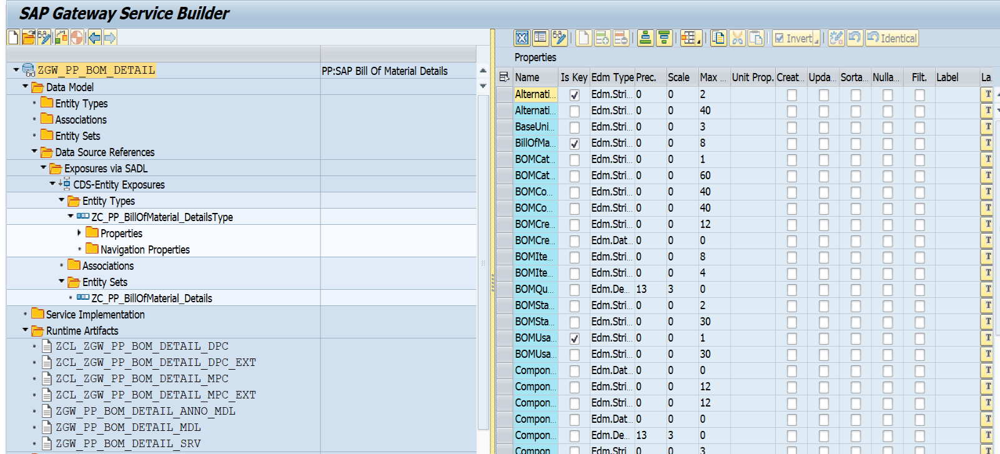 SAP Gateway Service Builder
Invert
Identical
Properties
ZGW_PP_BOM_DETAIL PP:SAP Bill Of Material Details
Data Model
Entity Types
Associations
Entity Sets
Data Source References
Exposures via SADL
CDS-Entity Exposures
Entity Types
ZC_PP_BillOfMaterial_DetailsType
Properties
Navigation Properties
Associations
Entity Sets
ZC_PP_BillOfMaterial_Details
Service Implementation
Runtime Artifacts
ZCL_ZGW_PP_BOM_DETAIL_DPC
ZCL_ZGW_PP_BOM_DETAIL_DPC_EXT
ZCL_ZGW_PP_BOM_DETAIL_MPC
ZCL_ZGW_PP_BOM_DETAIL_MPC_EXT
ZGW_PP_BOM_DETAIL_ANNO_MDL
ZGW_PP_BOM_DETAIL_MDL
ZGW_PP_BOM_DETAIL_SRV
Name Is Key Edm Type Prec. Scale Max ... Unit Prop. Creat... Upda... Sorta... Nulla... Filt. Label La
Alternati... Edm.Stri... 0 0 2 T
Alternati... Edm.Stri... 0 0 40 T
BaseUni... Edm.Stri... 0 0 3 T
BillOfMa... Edm.Stri... 0 0 8 T
BOMCat... Edm.Stri... 0 0 1 T
BOMCat... Edm.Stri... 0 0 60 T
BOMCo... Edm.Stri... 0 0 40 T
BOMCo... Edm.Stri... 0 0 40 T
BOMCre... Edm.Stri... 0 0 12 T
BOMCre... Edm.Dat... 0 0 0 T
BOMIte... Edm.Stri... 0 0 8 T
BOMIte... Edm.Stri... 0 0 4 T
BOMQu... Edm.De... 13 3 0 T
BOMSta... Edm.Stri... 0 0 2 T
BOMSta... Edm.Stri... 0 0 30 T
BOMUsa... Edm.Stri... 0 0 1 T
BOMUsa... Edm.Stri... 0 0 30 T
Compon... Edm.Dat... 0 0 0 T
Compon... Edm.Stri... 0 0 12 T
Compon... Edm.Stri... 0 0 12 T
Compon... Edm.Dat... 0 0 0 T
Compon... Edm.De... 13 3 0 T
Compon... Edm.Stri... 0 0 3 T